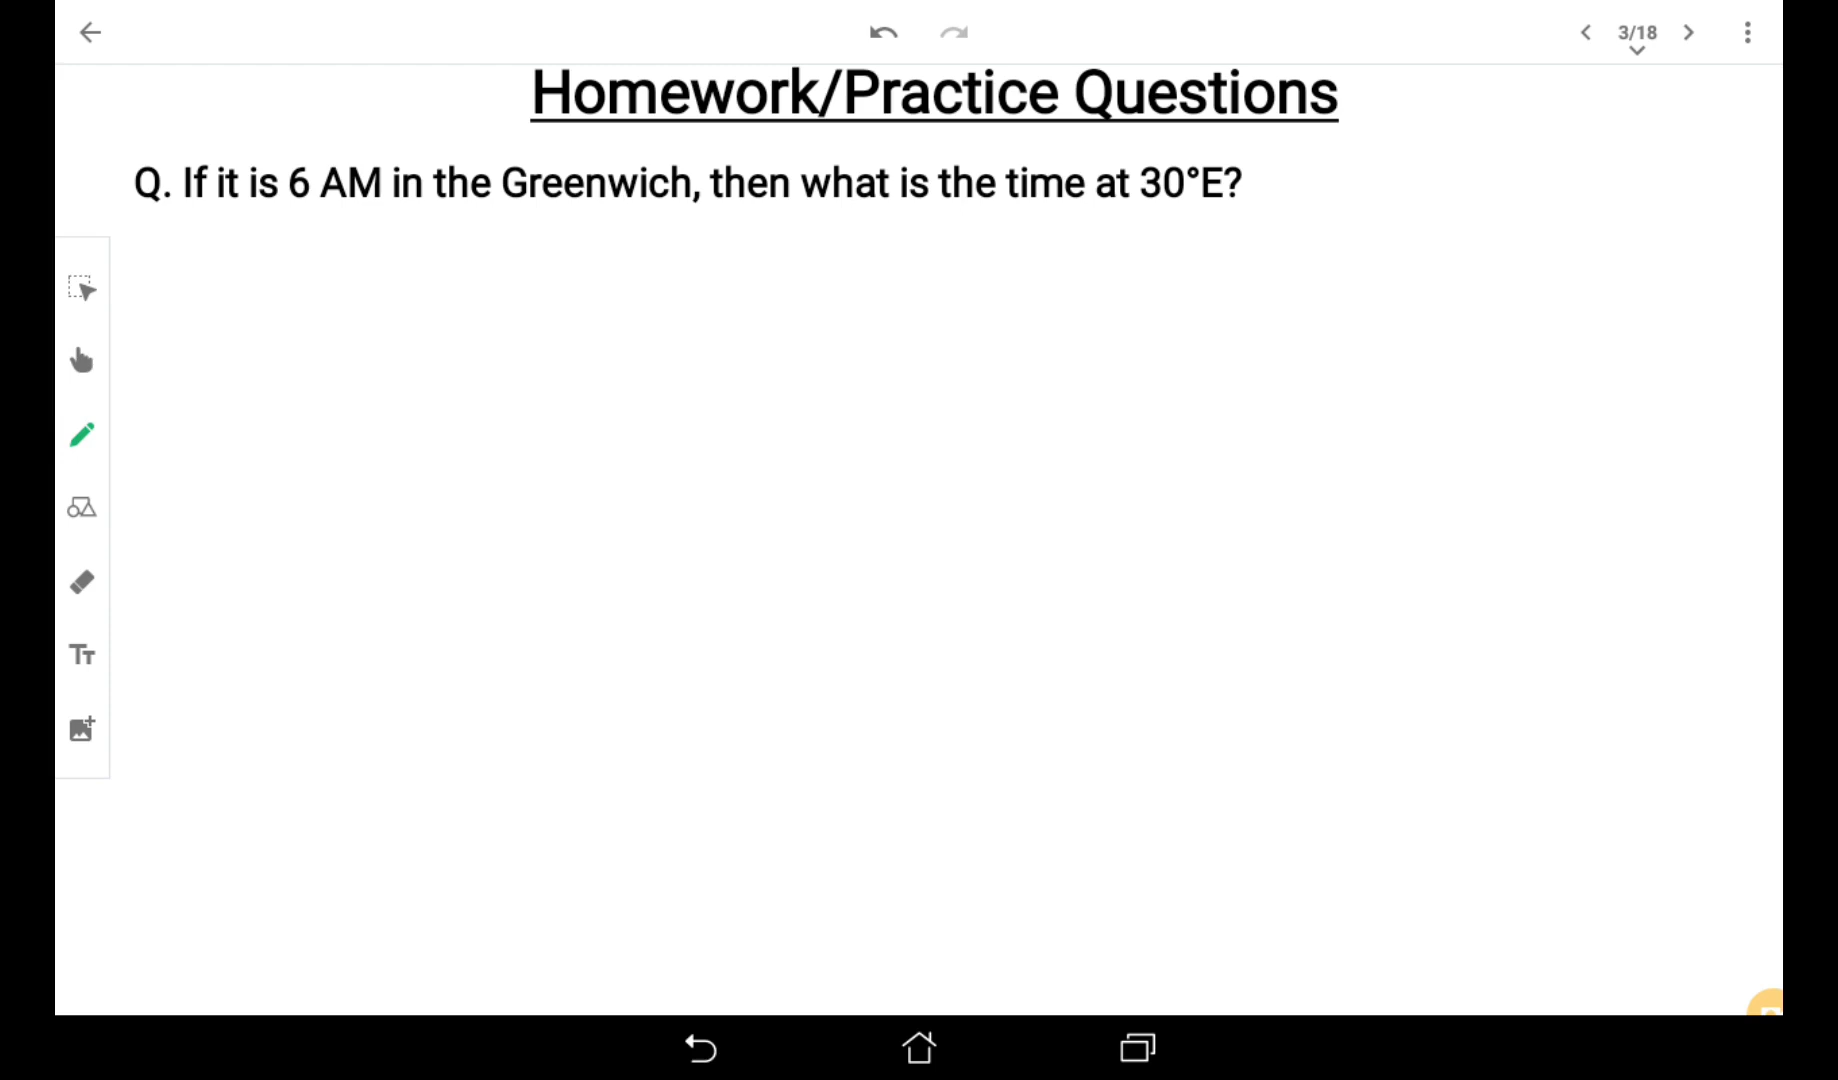 3/18
Homework/Practice Questions
Q. If it is 6 AM in the Greenwich, then what is the time at 30°E?
TT